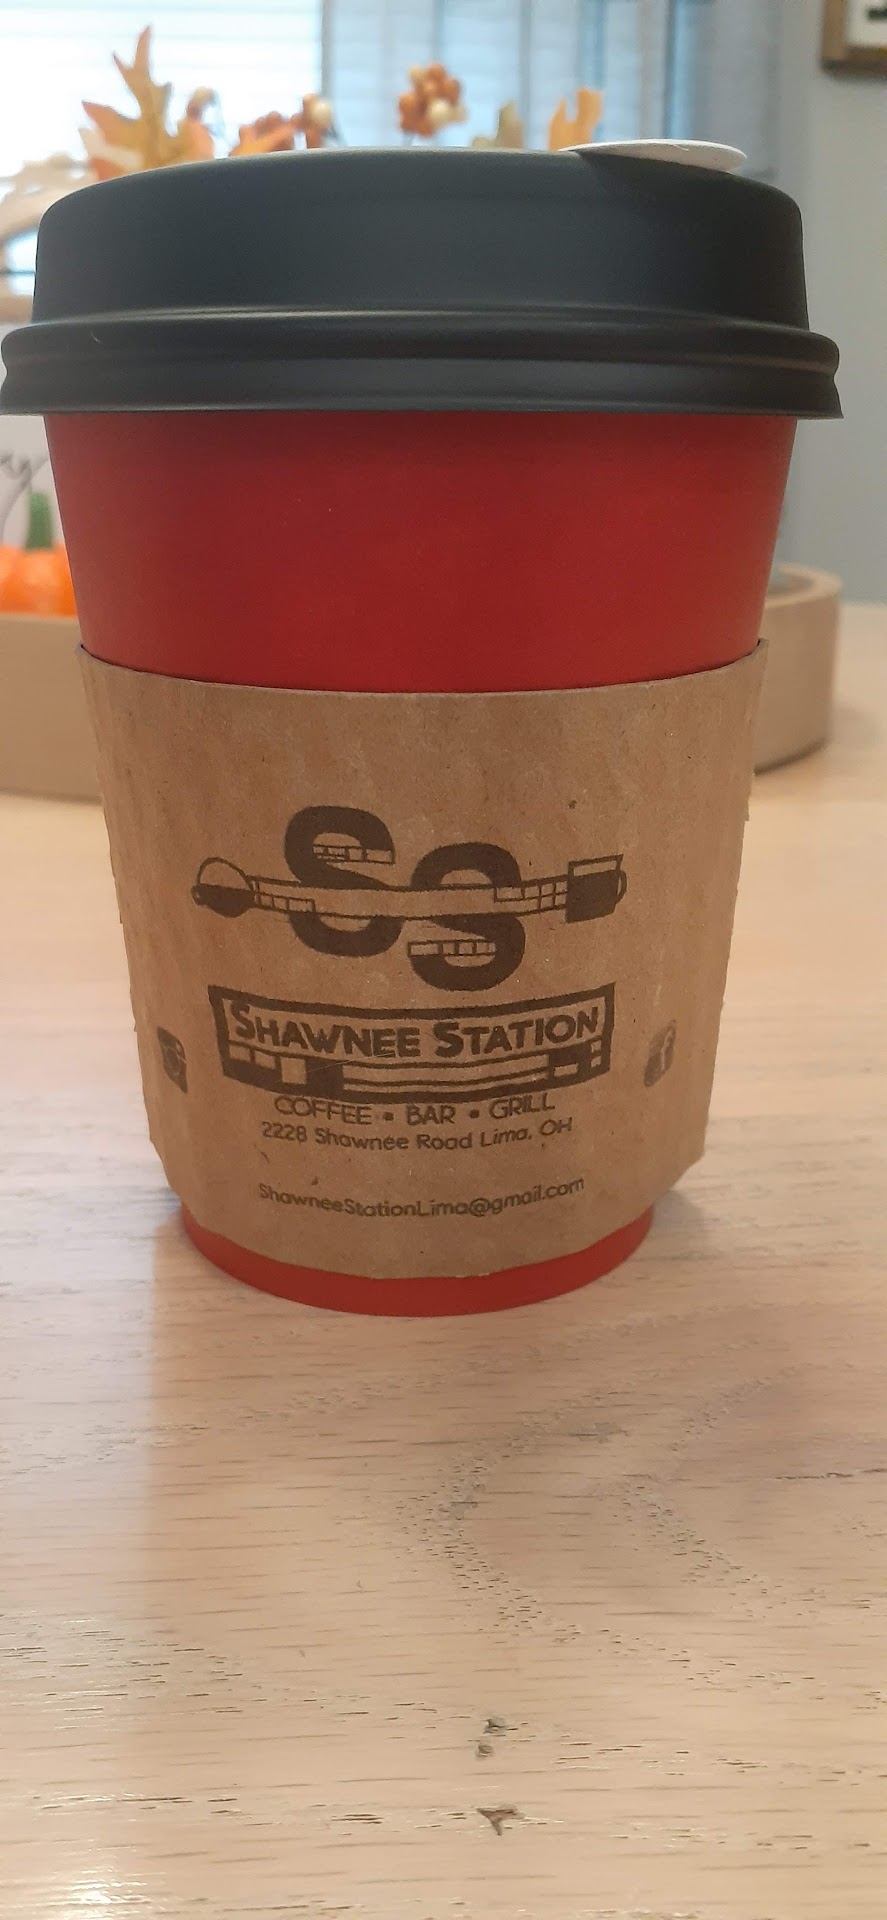 SS
SHAWNEE STATION
COFFEE • BAR • GRILL
2228 Shawnee Road Lima, OH
ShawneeStationLima@gmail.com